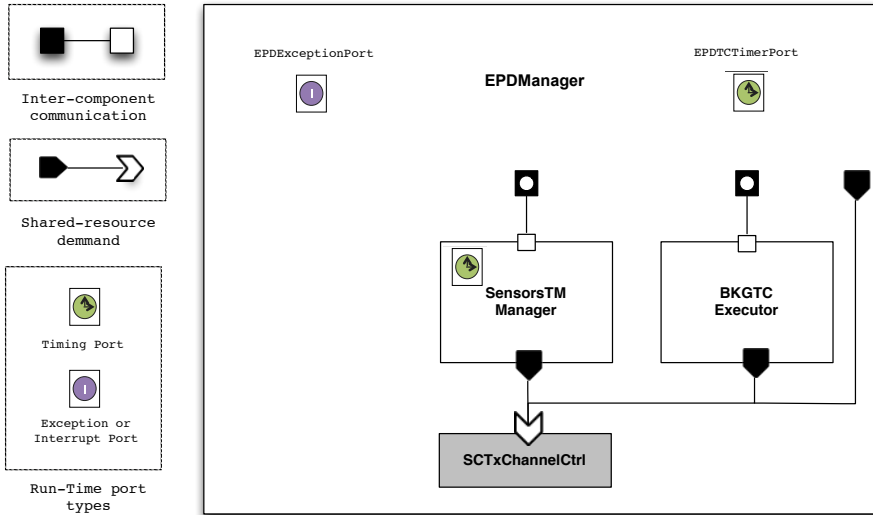 Inter-component
communication
Shared-resource
demmand
Timing Port
I
Exception or
Interrupt Port
Run-Time port
types
EPDExceptionPort
I
EPDManager
EPDTCTimerPort
SensorsTM
Manager
BKGTC
Executor
SCTxChannelCtrl